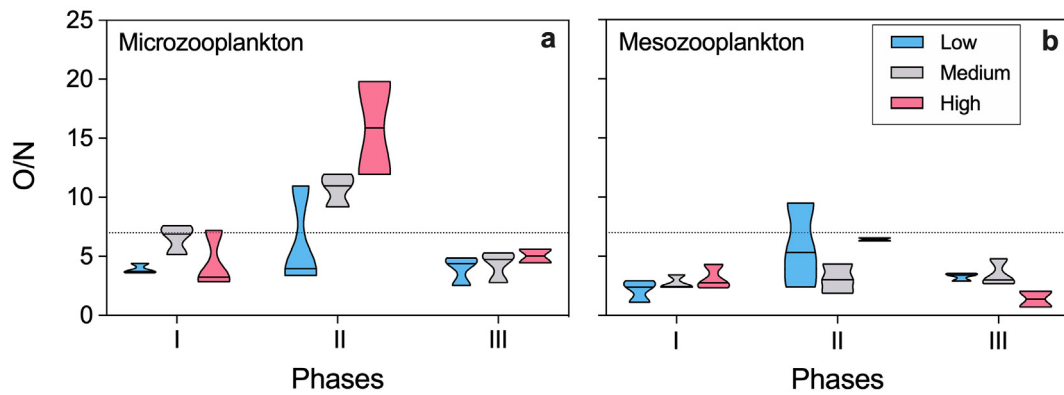 Microzooplankton
a
25
20
15
10
5
0
O/N
I
II
III
Phases
Mesozooplankton
b
Low
Medium
High
I
II
III
Phases